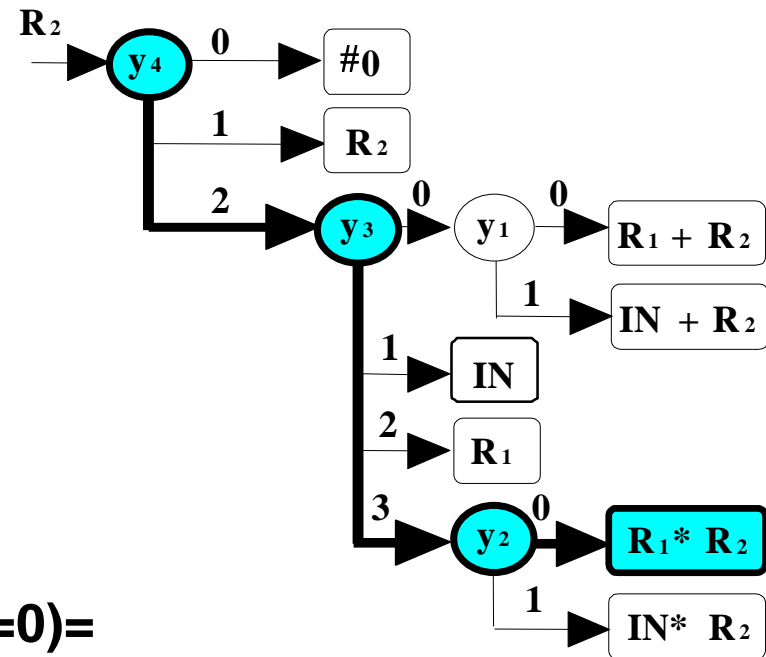 R2
y4
0
#0
1
R2
2
y3
0
y1
0
R1 + R2
1
IN + R2
1
IN
2
R1
3
y2
0
R1* R2
1
IN* R2
=0)=